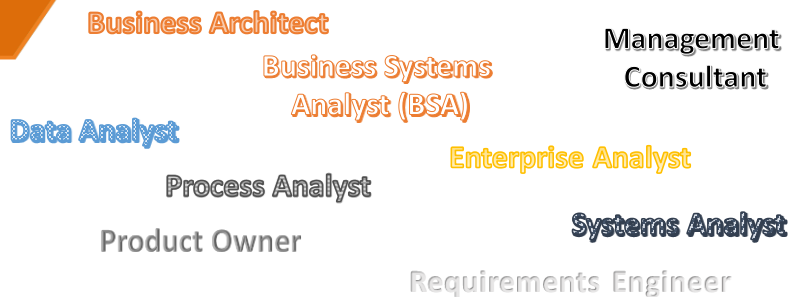 Business Architect
Management
Consultant
Business Systems
Analyst (BSA)
Data Analyst
Enterprise Analyst
Process Analyst
Systems Analyst
Product Owner
Requirements Engineer